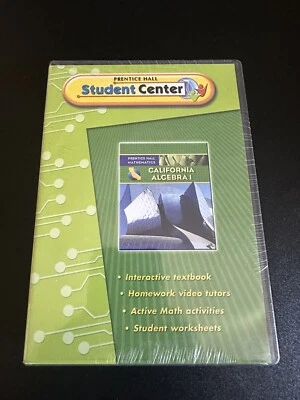 PRENTICE HALL
Student Center
PRENTICE HALL
MATHEMATICS
CALIFORNIA
ALGEBRA 1
• Interactive textbook
• Homework video tutors
• Active Math activities
• Student worksheets